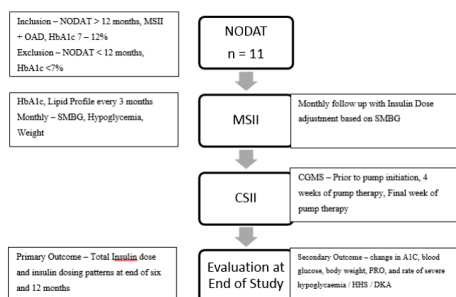 Inclusion – NODAT > 12 months, MSII
+ OAD, HbA1c 7 – 12%
Exclusion – NODAT < 12 months,
HbA1c <7%
NODAT
n = 11
HbA1c, Lipid Profile every 3 months
Monthly – SMBG, Hypoglycemia,
Weight
MSII
Monthly follow up with Insulin Dose
adjustment based on SMBG
CSII
CGMS – Prior to pump initiation, 4
weeks of pump therapy, Final week of
pump therapy
Primary Outcome – Total Insulin dose
and insulin dosing patterns at end of six
and 12 months
Evaluation at
End of Study
Secondary Outcome – change in A1C, blood
glucose, body weight, PRO, and rate of severe
hypoglycaemia / HHS / DKA